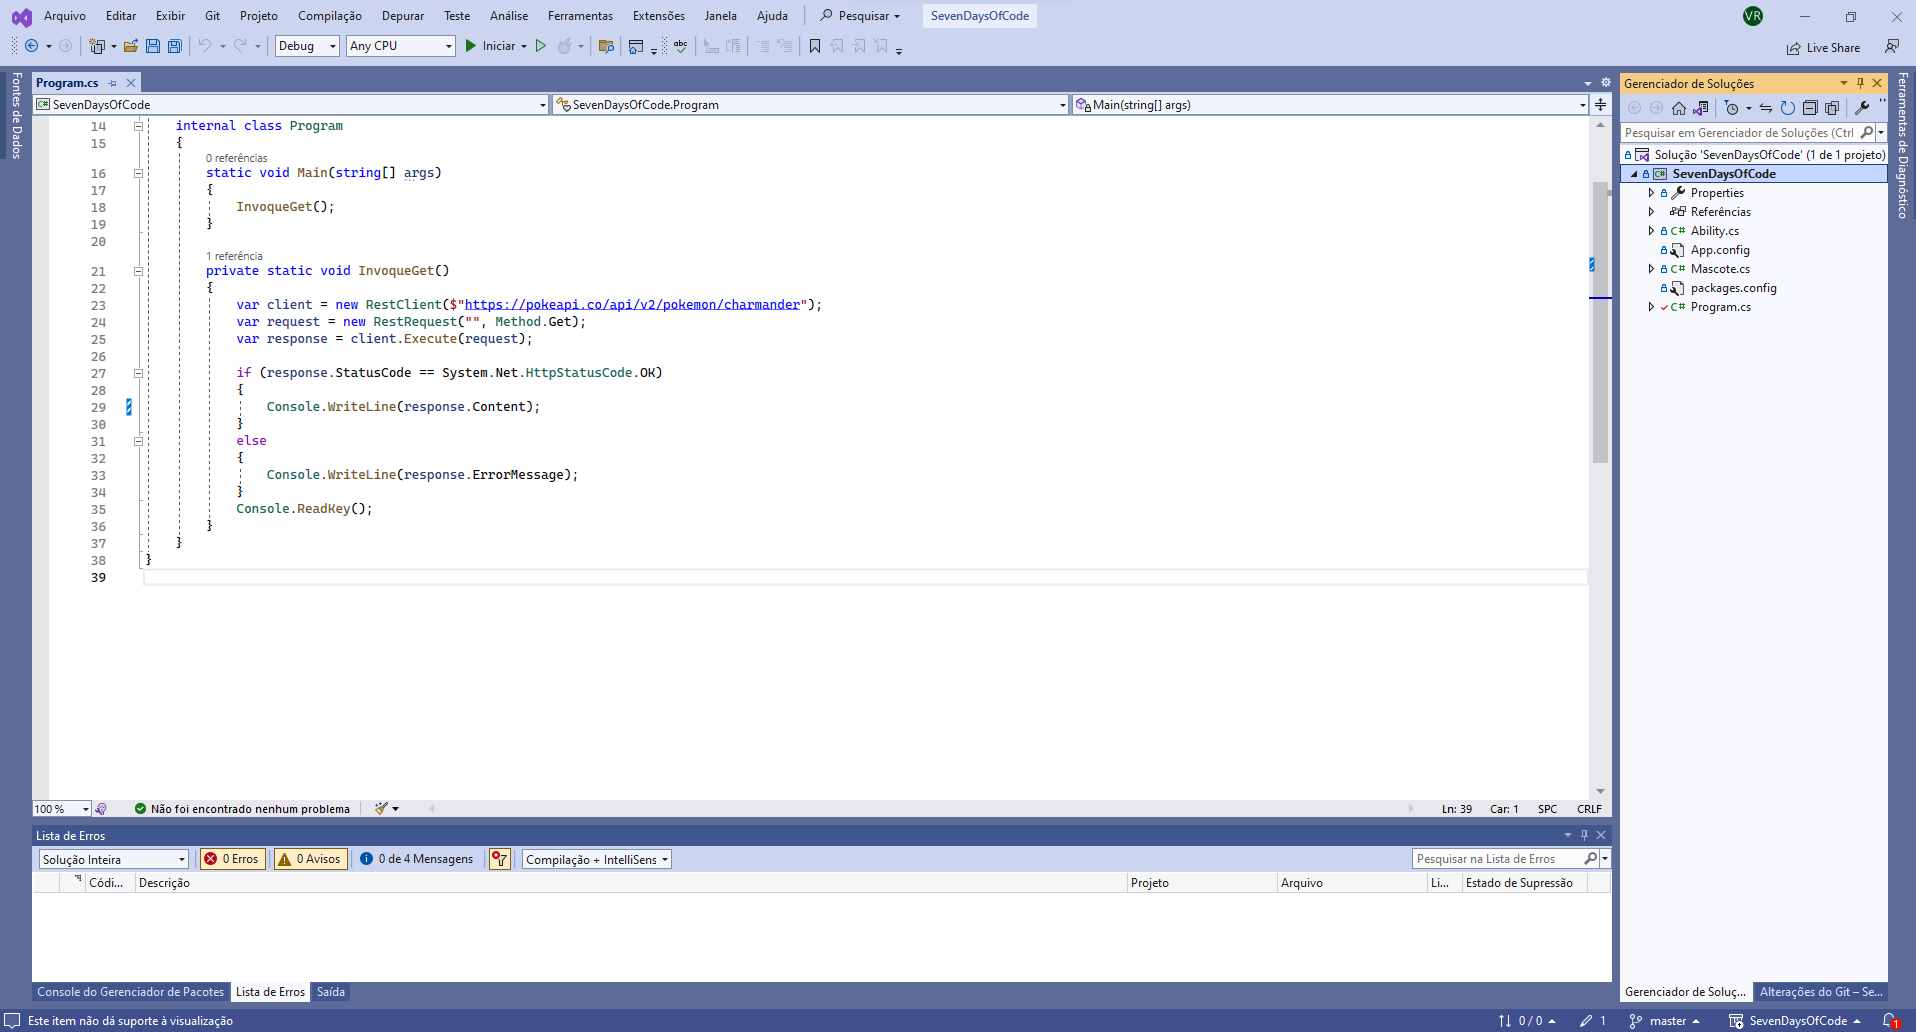 Arquivo Editar Exibir Git Projeto Compilação Depurar Teste Análise Ferramentas Extensões Janela Ajuda Pesquisar SevenDaysOfCode VR
Debug Any CPU Iniciar abc Live Share
Fontes de Dados
Program.cs
C# SevenDaysOfCode SevenDaysOfCode.Program Main(string[] args)
14 internal class Program
15 {
0 referências
16 static void Main(string[] args)
17 {
18 InvoqueGet();
19 }
20
1 referência
21 private static void InvoqueGet()
22 {
23 var client = new RestClient($"https://pokeapi.co/api/v2/pokemon/charmander");
24 var request = new RestRequest("", Method.Get);
25 var response = client.Execute(request);
26
27 if (response.StatusCode == System.Net.HttpStatusCode.OK)
28 {
29 Console.WriteLine(response.Content);
30 }
31 else
32 {
33 Console.WriteLine(response.ErrorMessage);
34 }
35 Console.ReadKey();
36 }
37 }
38 }
39
100 % Não foi encontrado nenhum problema Ln: 39 Car: 1 SPC CRLF
Lista de Erros
Solução Inteira 0 Erros 0 Avisos 0 de 4 Mensagens Compilação + IntelliSens Pesquisar na Lista de Erros
Códi... Descrição Projeto Arquivo Li... Estado de Supressão
Console do Gerenciador de Pacotes Lista de Erros Saída
Gerenciador de Soluções
Pesquisar em Gerenciador de Soluções (Ctrl
Solução 'SevenDaysOfCode' (1 de 1 projeto)
C# SevenDaysOfCode
Properties
Referências
C# Ability.cs
App.config
C# Mascote.cs
packages.config
C# Program.cs
Gerenciador de Soluç... Alterações do Git – Se...
Ferramentas de Diagnóstico
Este item não dá suporte à visualização 0 / 0 1 master SevenDaysOfCode 1